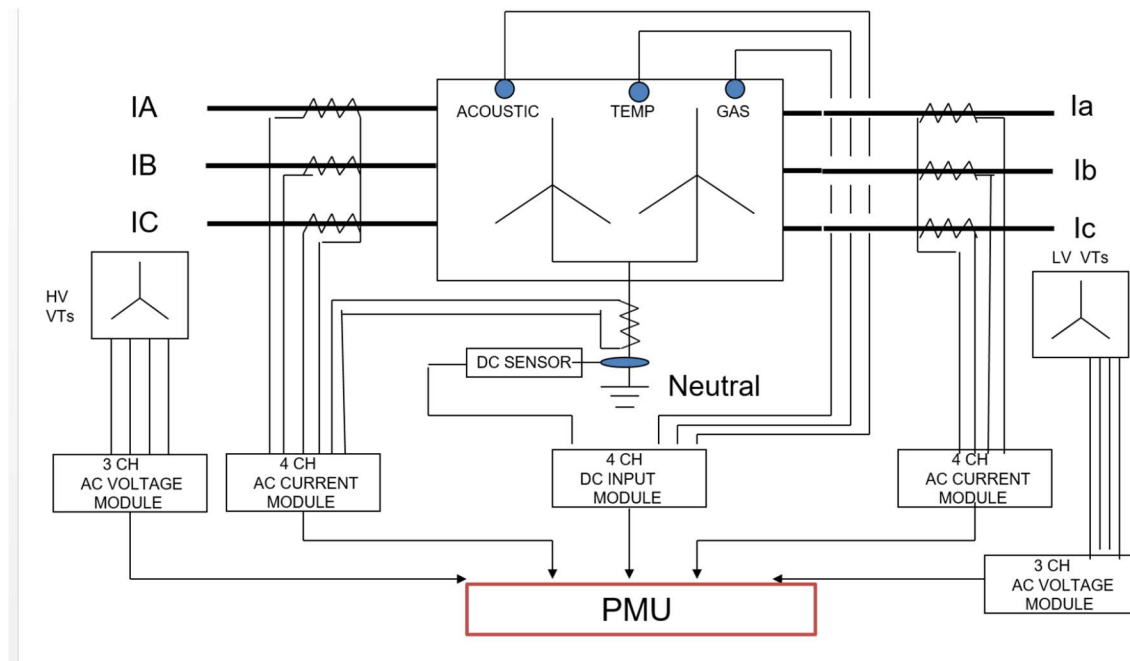 ACOUSTIC
TEMP
GAS
IA
IB
IC
Ia
Ib
Ic
HV
VTs
LV VTs
DC SENSOR
Neutral
3 CH
AC VOLTAGE
MODULE
4 CH
AC CURRENT
MODULE
4 CH
DC INPUT
MODULE
4 CH
AC CURRENT
MODULE
3 CH
AC VOLTAGE
MODULE
PMU